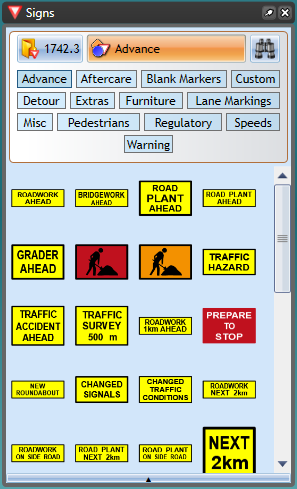 Signs
1742.3 Advance
Advance Aftercare Blank Markers Custom
Detour Extras Furniture Lane Markings
Misc Pedestrians Regulatory Speeds
Warning
ROADWORK
AHEAD
BRIDGEWORK
AHEAD
ROAD
PLANT
AHEAD
ROAD PLANT
AHEAD
GRADER
AHEAD
TRAFFIC
HAZARD
TRAFFIC
ACCIDENT
AHEAD
TRAFFIC
SURVEY
500 m
ROADWORK
1km AHEAD
PREPARE
TO
STOP
NEW
ROUNDABOUT
CHANGED
SIGNALS
CHANGED
TRAFFIC
CONDITIONS
ROADWORK
NEXT 2km
ROADWORK
ON SIDE ROAD
ROAD PLANT
NEXT 2km
ROAD PLANT
ON SIDE ROAD
NEXT
2km